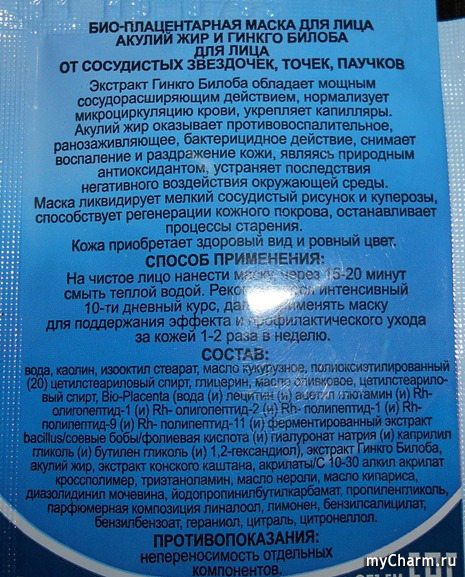 БИО-ПЛАЦЕНТАРНАЯ МАСКА ДЛЯ ЛИЦА
АКУЛИЙ ЖИР И ГИНКГО БИЛОБА
ДЛЯ ЛИЦА
ОТ СОСУДИСТЫХ ЗВЕЗДОЧЕК, ТОЧЕК, ПАУЧКОВ
Экстракт Гинкго Билоба обладает мощным
сосудорасширяющим действием, нормализует
микроциркуляцию крови, укрепляет капилляры.
Акулий жир оказывает противовоспалительное,
ранозаживляющее, бактерицидное действие, снимает
воспаление и раздражение кожи, являясь природным
антиоксидантом, устраняет последствия
негативного воздействия окружающей среды.
Маска ликвидирует мелкий сосудистый рисунок и куперозы,
способствует регенерации кожного покрова, останавливает
процессы старения.
Кожа приобретает здоровый вид и ровный цвет.
СПОСОБ ПРИМЕНЕНИЯ:
На чистое лицо нанести маску, через 15-20 минут
смыть теплой водой. интенсивный
10-ти дневный курс, применять маску
для поддержания эффекта и профилактического ухода
за кожей 1-2 раза в неделю.
СОСТАВ:
вода, каолин, изооктил стеарат, масло кукурузное, полиоксиэтилированный
(20) цетилстеариловый спирт, глицерин, масло оливковое, цетилстеарило-
вый спирт, Bio-Placenta (вода (и) лецитин (и) ацетил глютамин (и) Rh-
олигопептид-1 (и) Rh- олигопептид-2 (и) Rh- полипептид-1 (и) Rh-
полипептид-9 (и) Rh- полипептид-11 (и) ферментированный экстракт
bacillus/соевые бобы/фолиевая кислота (и) гиалуронат натрия (и) каприлил
гликоль (и) бутилен гликоль (и) 1,2-гександиол), экстракт Гинкго Билоба,
акулий жир, экстракт конского каштана, акрилаты/С 10-30 алкил акрилат
кроссполимер, триэтаноламин, масло нероли, масло кипариса,
диазолидинил мочевина, йодопропинилбутилкарбамат, пропиленгликоль,
парфюмерная композиция линалоол, лимонен, бензилсалицилат,
бензилбензоат, гераниол, цитраль, цитронеллол.
ПРОТИВОПОКАЗАНИЯ:
непереносимость отдельных
компонентов.
myCharm.ru